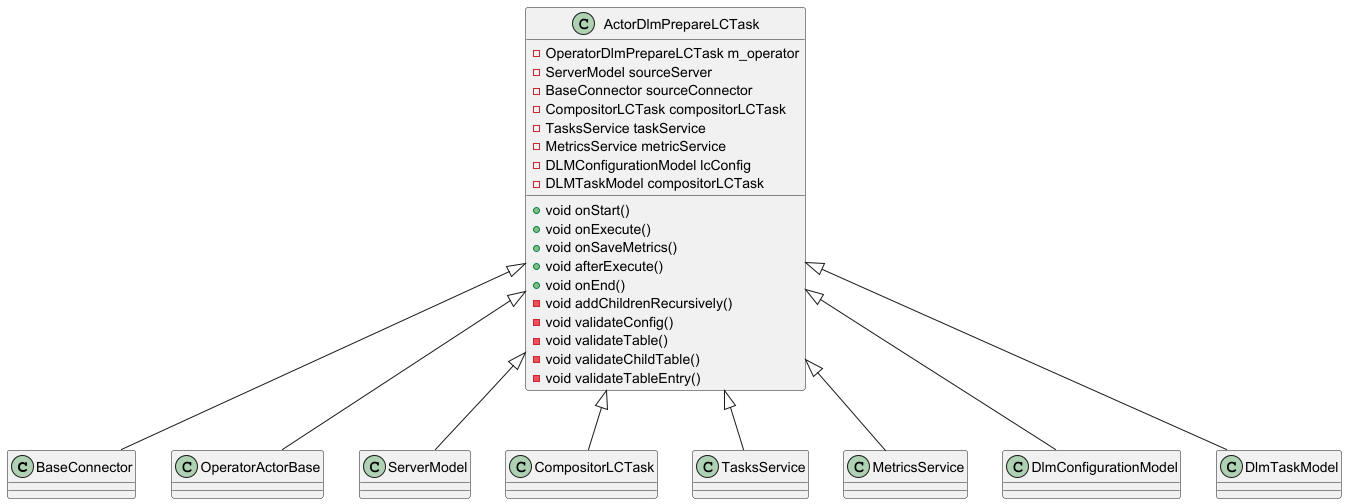 C ActorDlmPrepareLCTask
OperatorDlmPrepareLCTask m_operator
ServerModel sourceServer
BaseConnector sourceConnector
CompositorLCTask compositorLCTask
TasksService taskService
MetricsService metricService
DLMConfigurationModel lcConfig
DLMTaskModel compositorLCTask
void onStart()
void onExecute()
void onSaveMetrics()
void afterExecute()
void onEnd()
void addChildrenRecursively()
void validateConfig()
void validateTable()
void validateChildTable()
void validateTableEntry()
C BaseConnector
C OperatorActorBase
C ServerModel
C CompositorLCTask
C TasksService
C MetricsService
C DlmConfigurationModel
C DlmTaskModel